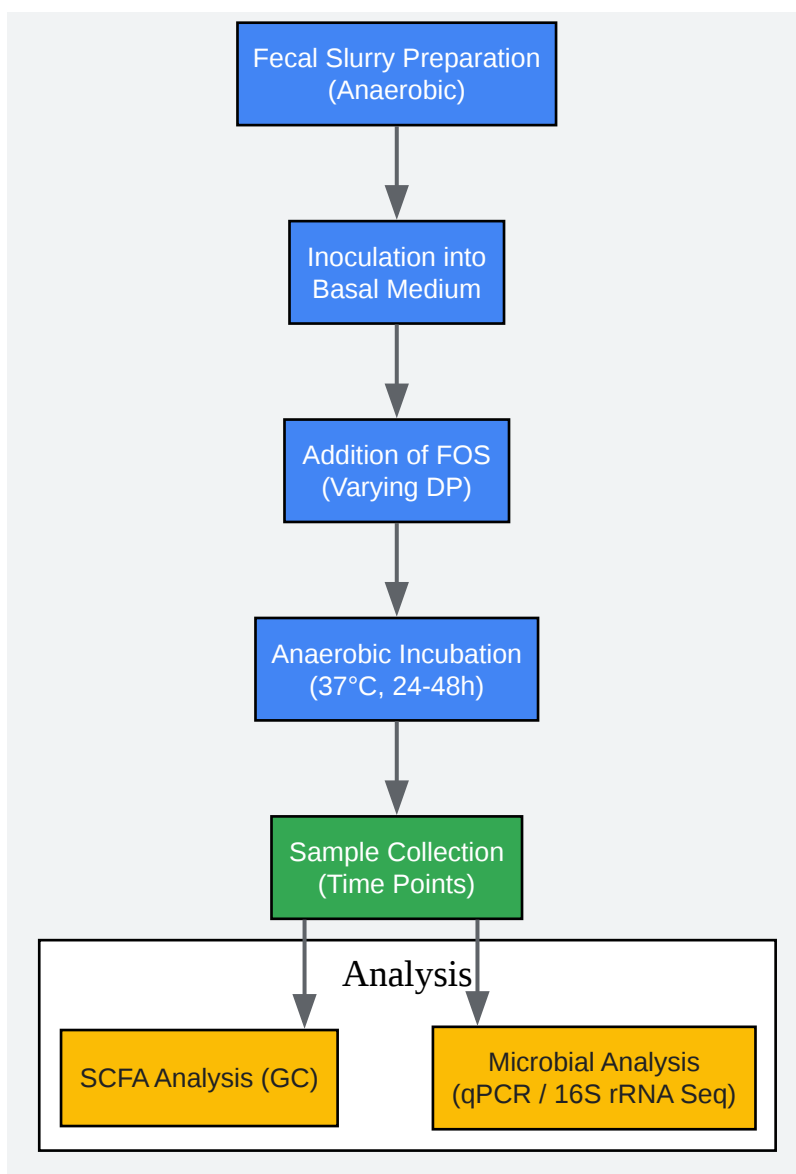 Fecal Slurry Preparation
(Anaerobic)
Inoculation into
Basal Medium
Addition of FOS
(Varying DP)
Anaerobic Incubation
(37°C, 24-48h)
Sample Collection
(Time Points)
Analysis
SCFA Analysis (GC)
Microbial Analysis
(qPCR / 16S rRNA Seq)